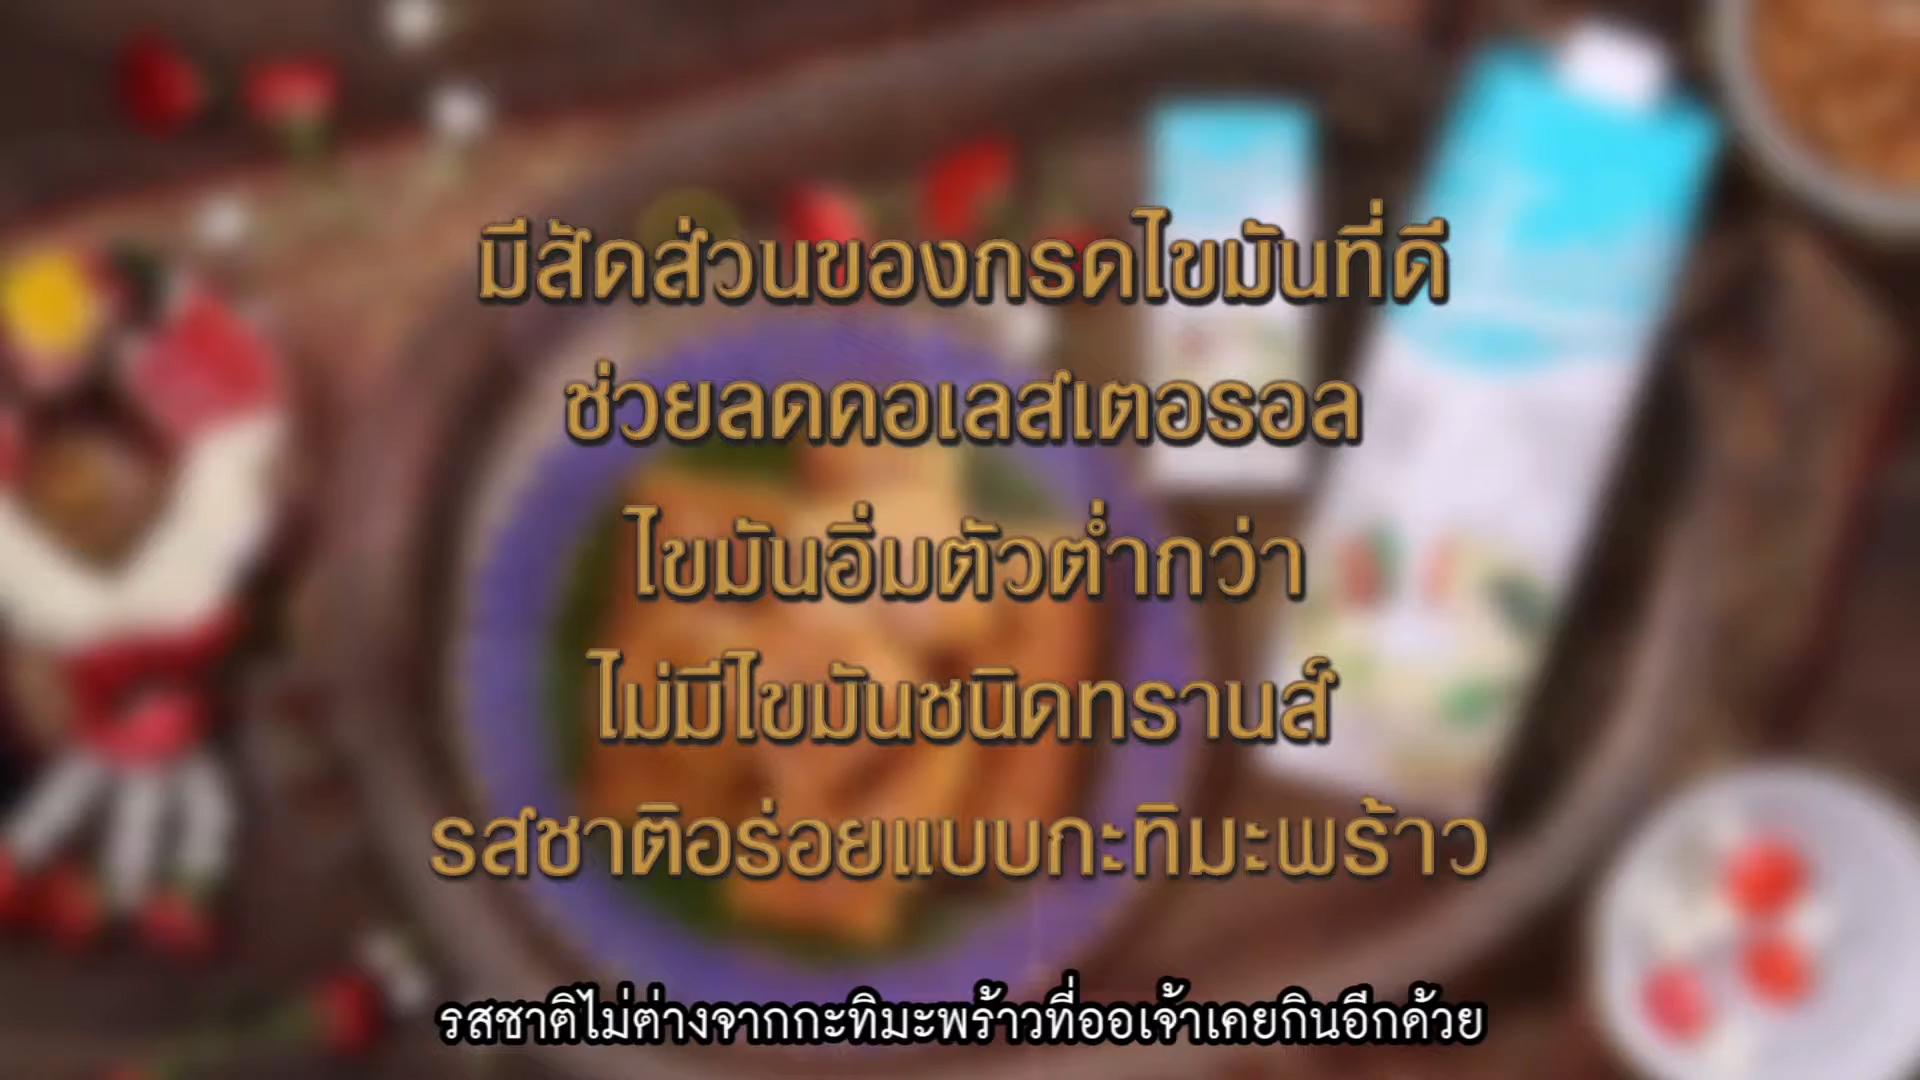 มีสัดส่วนของกรดไขมันที่ดี
ช่วยลดคอเลสเตอรอล
ไขมันอิ่มตัวต่ำกว่า
ไม่มีไขมันชนิดทรานส์
รสชาติอร่อยแบบกะทิมะพร้าว
รสชาติไม่ต่างจากกะทิมะพร้าวที่ออเจ้าเคยกินอีกด้วย